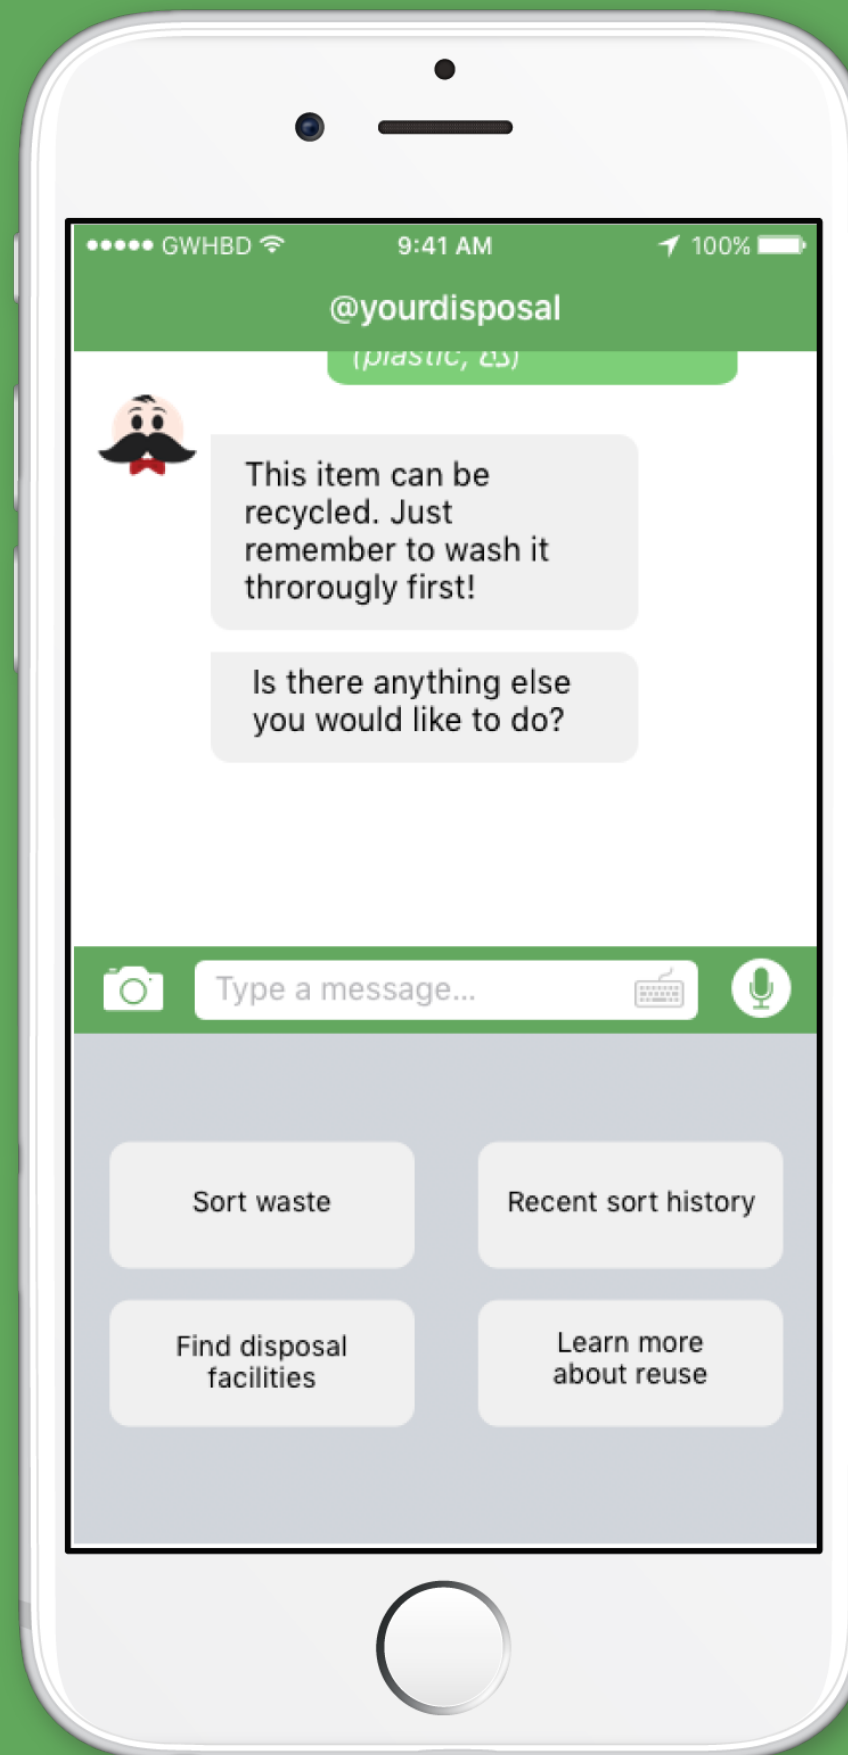 GWHBD 9:41 AM 100%
@yourdisposal
(plastic,
This item can be
recycled. Just
remember to wash it
throrougly first!
Is there anything else
you would like to do?
Type a message...
Sort waste
Recent sort history
Find disposal
facilities
Learn more
about reuse